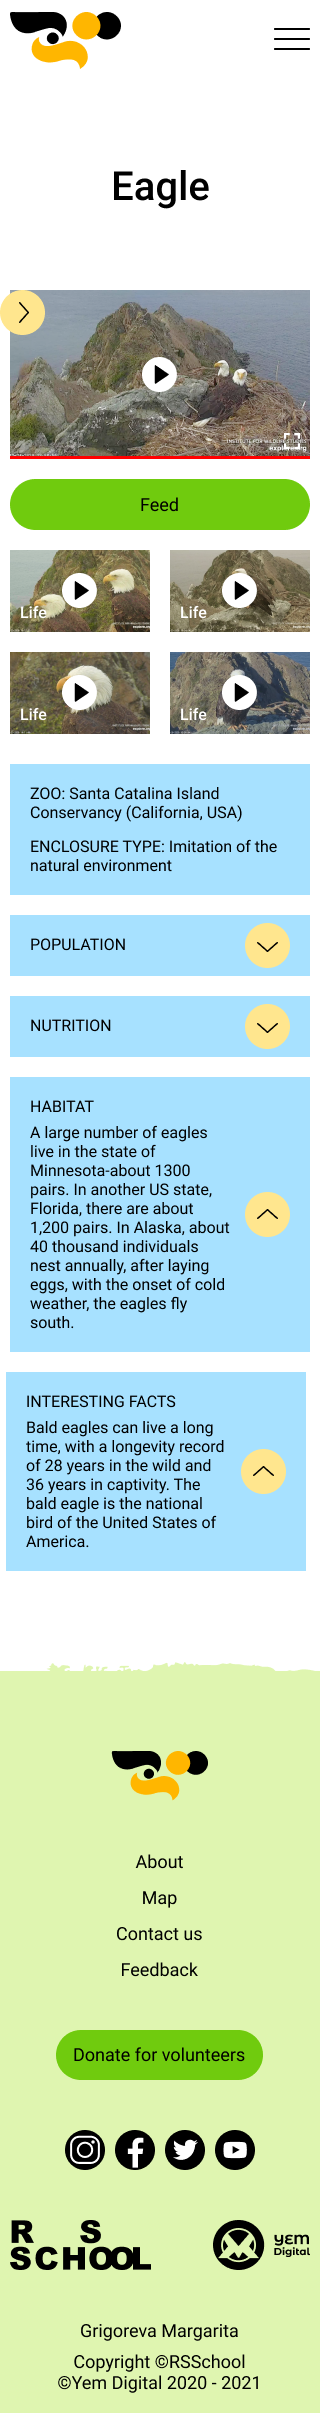 Eagle
INSTITUTE FOR WILDLIFE STUDIES
explore.org
Feed
Life
Life
Life
Life
ZOO: Santa Catalina Island
Conservancy (California, USA)
ENCLOSURE TYPE: Imitation of the
natural environment
POPULATION
NUTRITION
HABITAT
A large number of eagles
live in the state of
Minnesota-about 1300
pairs. In another US state,
Florida, there are about
1,200 pairs. In Alaska, about
40 thousand individuals
nest annually, after laying
eggs, with the onset of cold
weather, the eagles fly
south.
INTERESTING FACTS
Bald eagles can live a long
time, with a longevity record
of 28 years in the wild and
36 years in captivity. The
bald eagle is the national
bird of the United States of
America.
About
Map
Contact us
Feedback
Donate for volunteers
RS
SCHOOL
yem
Digital
Grigoreva Margarita
Copyright ©RSSchool
©Yem Digital 2020 - 2021